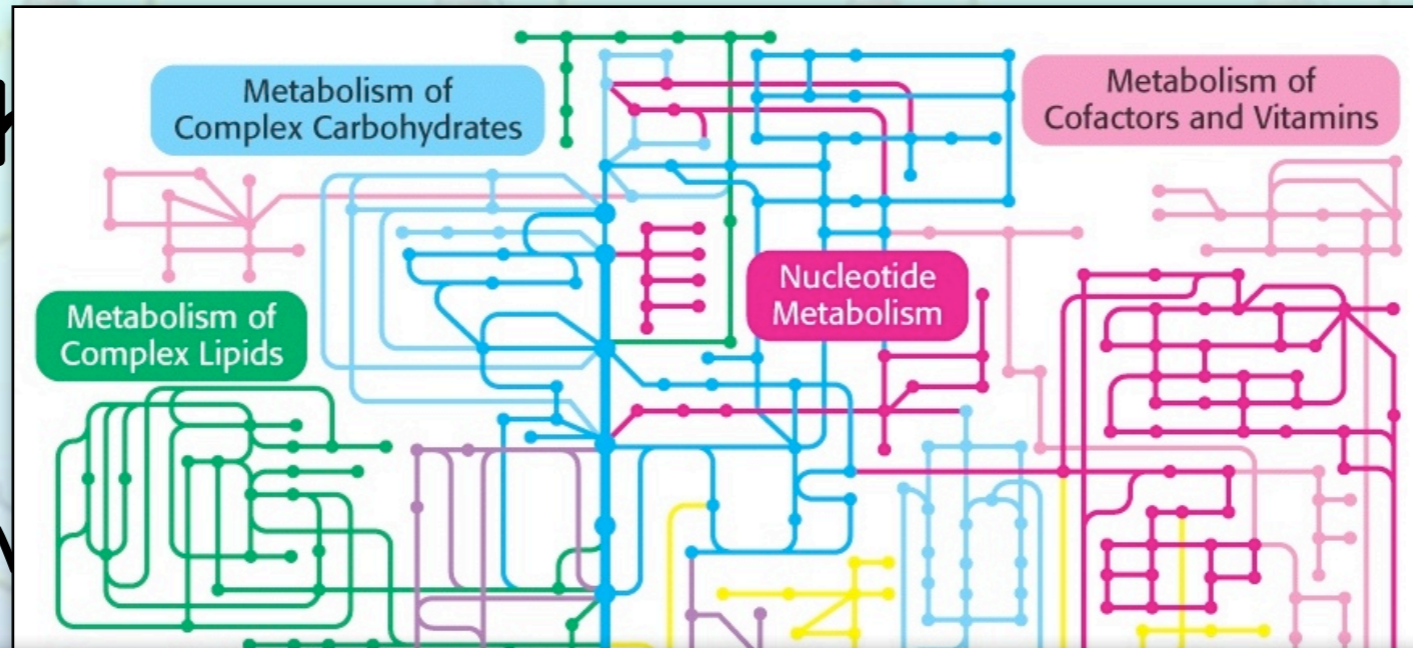 Metabolism of
Complex Carbohydrates
Metabolism of
Cofactors and Vitamins
Nucleotide
Metabolism
Metabolism of
Complex Lipids